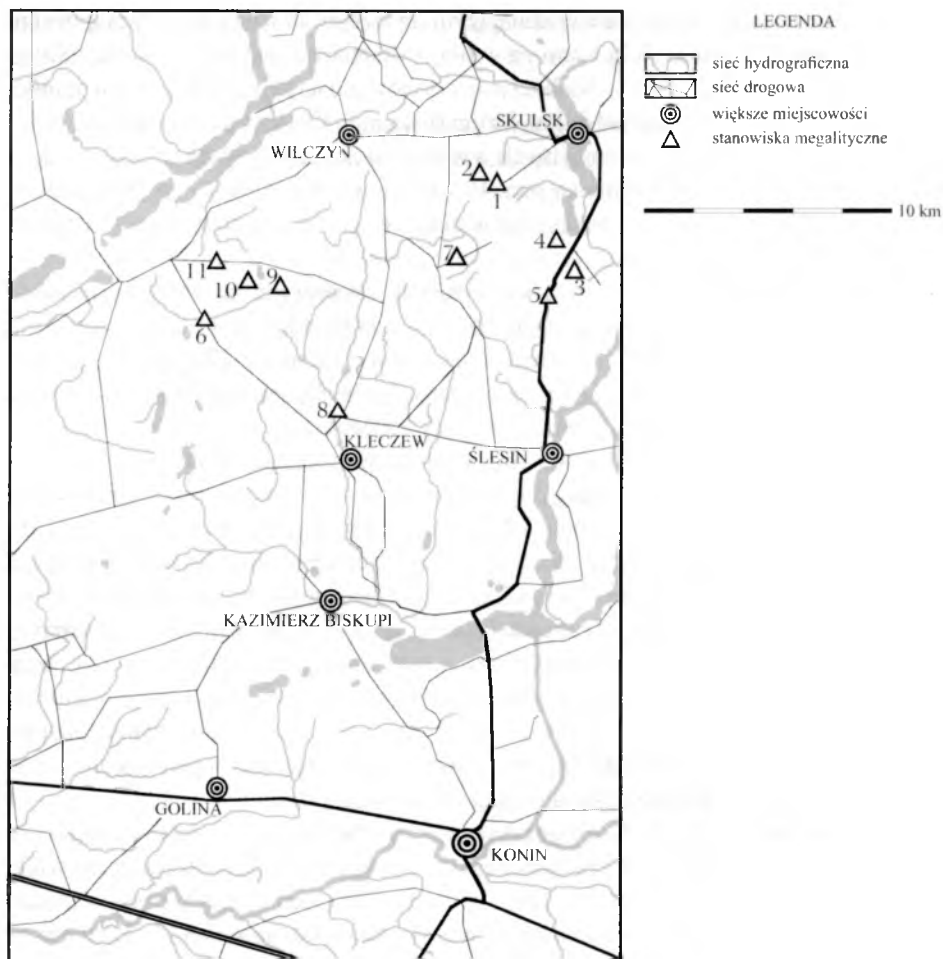 LEGENDA
sieć hydrograficzna
sieć drogowa
większe miejscowości
stanowiska megalityczne
10 km
SKULSK
WILCZYN
2
1
4
7
3
11
9
10
5
6
8
KLECZEW
ŚLESIN
KAZIMIERZ BISKUPI
GOLINA
KONIN